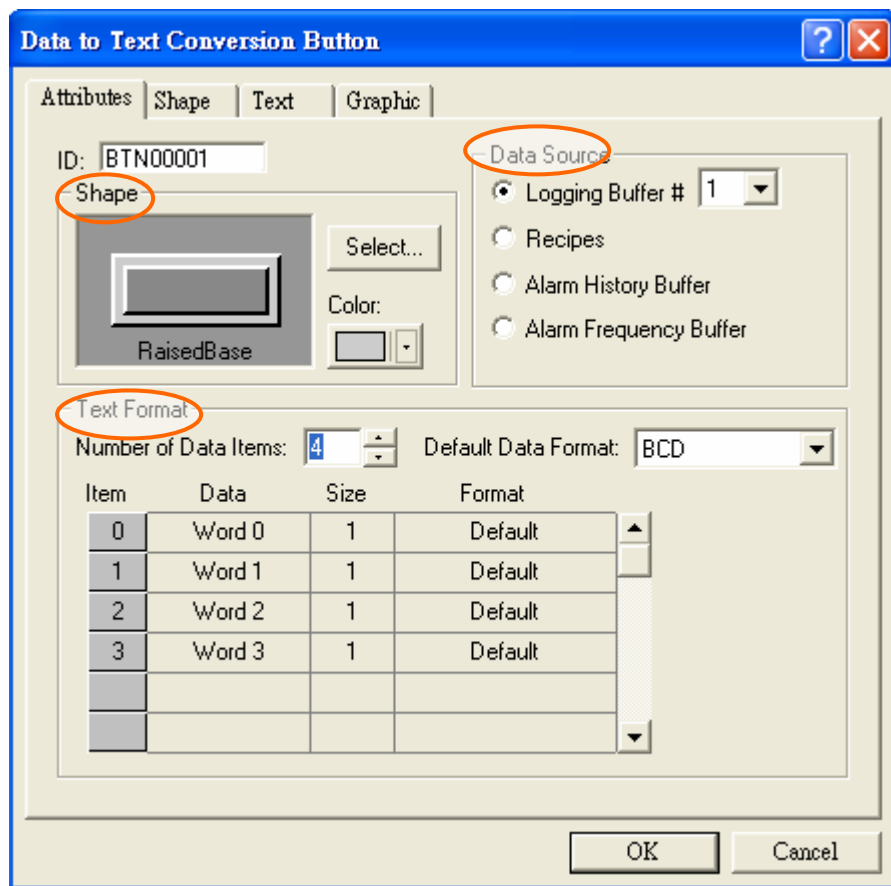 Data to Text Conversion Button
Attributes Shape Text Graphic
ID: BTN00001
Shape
RaisedBase
Select...
Color:
Data Source
Logging Buffer # 1
Recipes
Alarm History Buffer
Alarm Frequency Buffer
Text Format
Number of Data Items: 4 Default Data Format: BCD
Item Data Size Format
0 Word 0 1 Default
1 Word 1 1 Default
2 Word 2 1 Default
3 Word 3 1 Default
OK Cancel